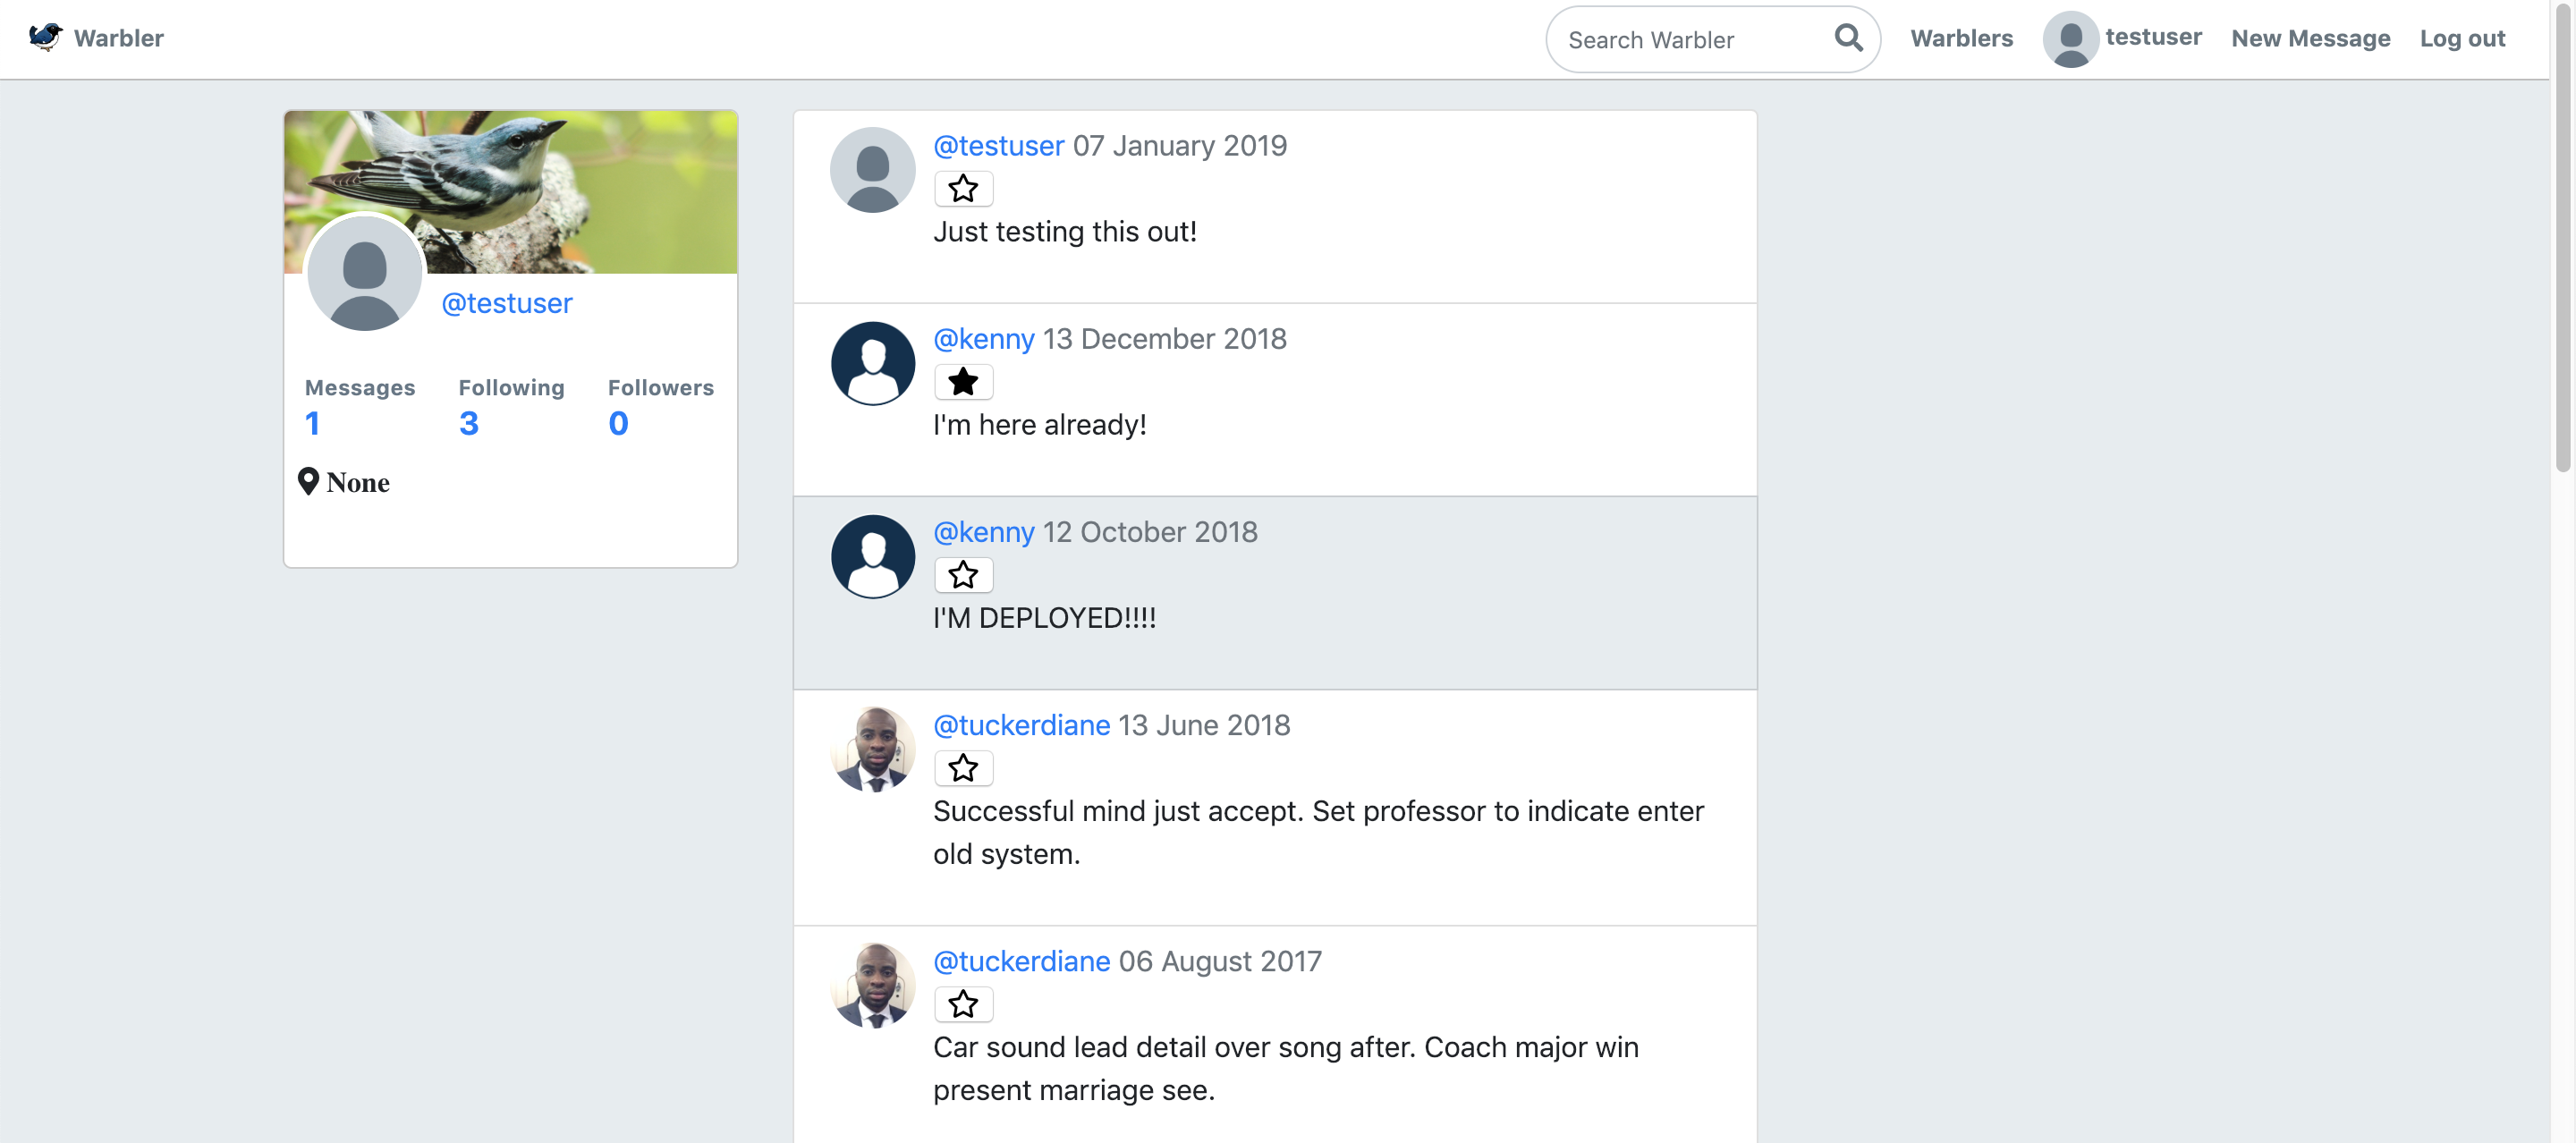 Warbler
Search Warbler
Warblers
testuser
New Message
Log out
@testuser
Messages Following Followers
1 3 0
None
@testuser 07 January 2019
Just testing this out!
@kenny 13 December 2018
I'm here already!
@kenny 12 October 2018
I'M DEPLOYED!!!!
@tuckerdiane 13 June 2018
Successful mind just accept. Set professor to indicate enter
old system.
@tuckerdiane 06 August 2017
Car sound lead detail over song after. Coach major win
present marriage see.